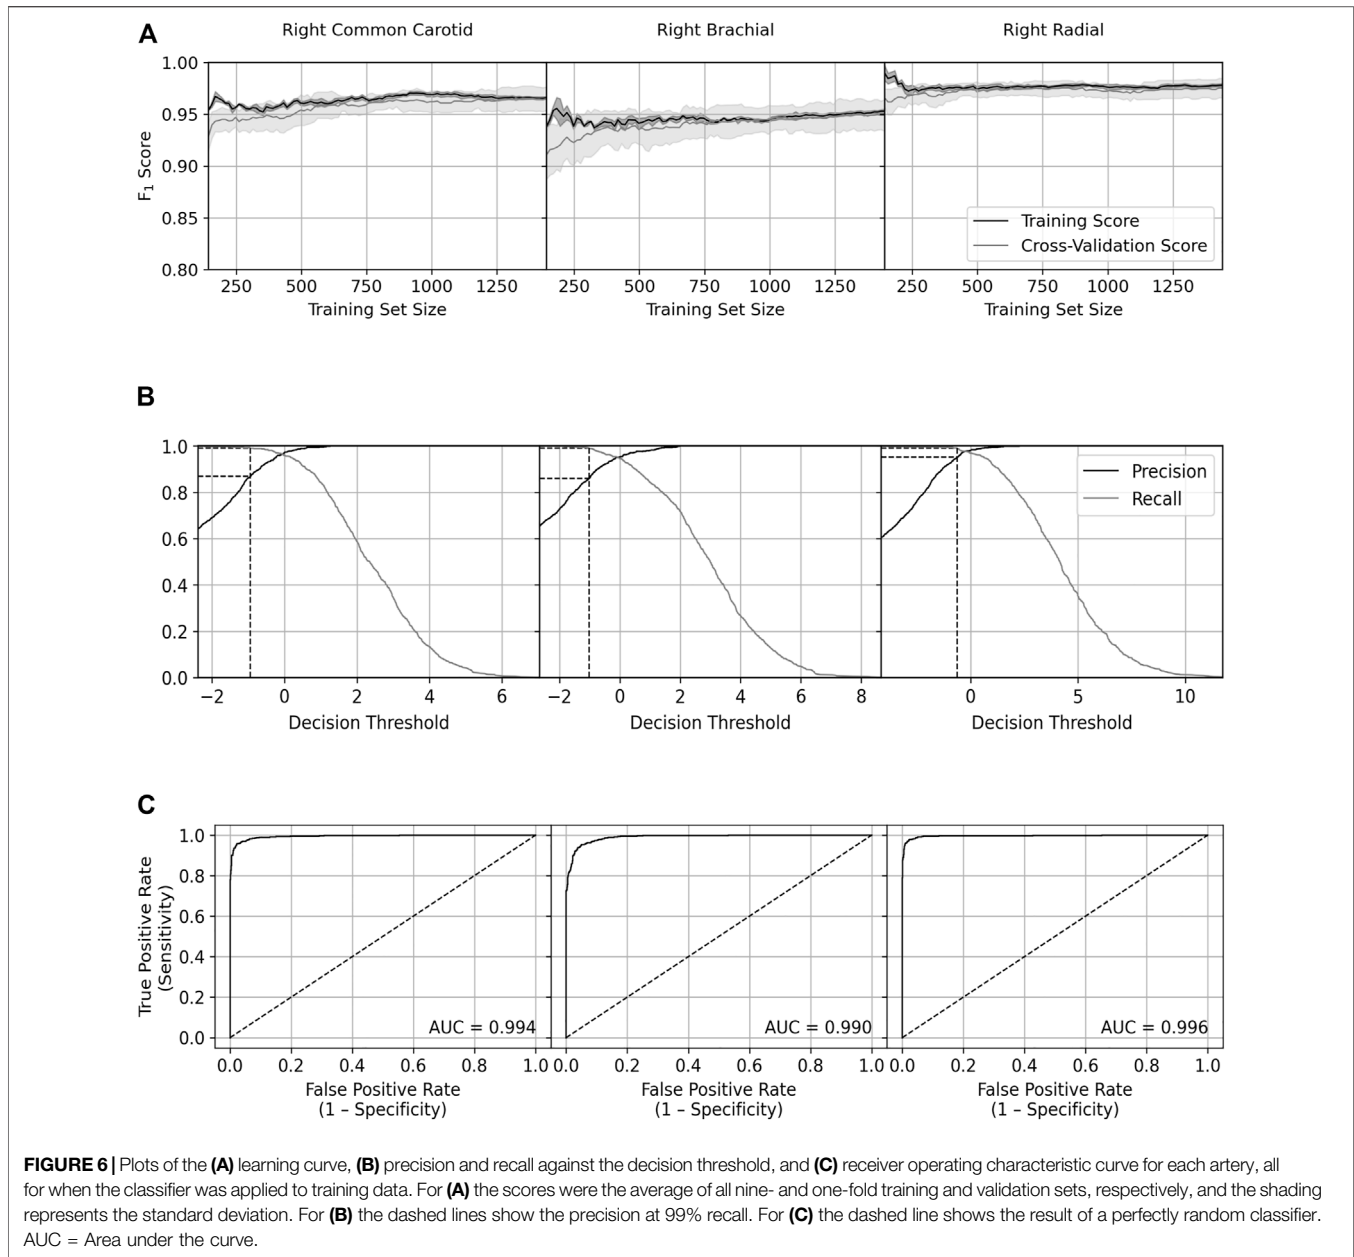 A
Right Common Carotid
Right Brachial
Right Radial
1.00
0.95
0.90
0.85
0.80
F1 Score
Training Score
Cross-Validation Score
250 500 750 1000 1250 250 500 750 1000 1250 250 500 750 1000 1250
Training Set Size Training Set Size Training Set Size
B
1.0
0.8
0.6
0.4
0.2
0.0
Precision
Recall
−2 0 2 4 6 −2 0 2 4 6 8 0 5 10
Decision Threshold Decision Threshold Decision Threshold
C
1.0
0.8
0.6
0.4
0.2
0.0
True Positive Rate
(Sensitivity)
AUC = 0.994 AUC = 0.990 AUC = 0.996
0.0 0.2 0.4 0.6 0.8 1.0 0.0 0.2 0.4 0.6 0.8 1.0 0.0 0.2 0.4 0.6 0.8 1.0
False Positive Rate False Positive Rate False Positive Rate
(1 – Specificity) (1 – Specificity) (1 – Specificity)
FIGURE 6 | Plots of the (A) learning curve, (B) precision and recall against the decision threshold, and (C) receiver operating characteristic curve for each artery, all
for when the classifier was applied to training data. For (A) the scores were the average of all nine- and one-fold training and validation sets, respectively, and the shading
represents the standard deviation. For (B) the dashed lines show the precision at 99% recall. For (C) the dashed line shows the result of a perfectly random classifier.
AUC = Area under the curve.